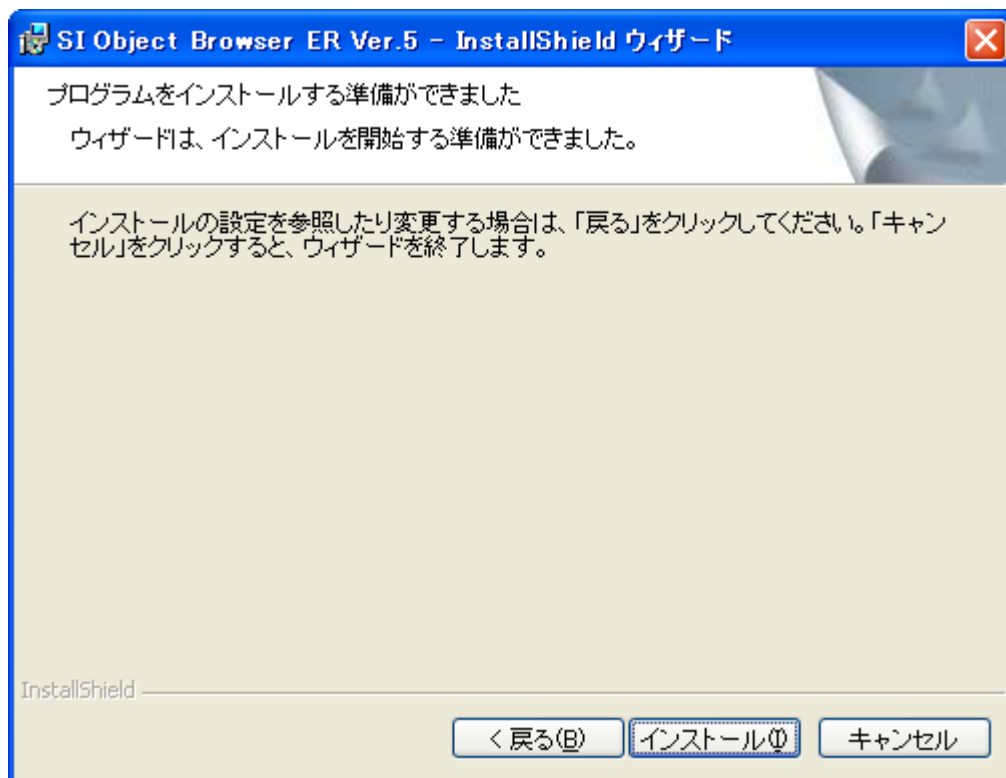 SI Object Browser ER Ver.5 - InstallShield ウィザード
プログラムをインストールする準備ができました
ウィザードは、インストールを開始する準備ができました。
インストールの設定を参照したり変更する場合は、「戻る」をクリックしてください。「キャン
セル」をクリックすると、ウィザードを終了します。
InstallShield
< 戻る(B)
インストール(I)
キャンセル